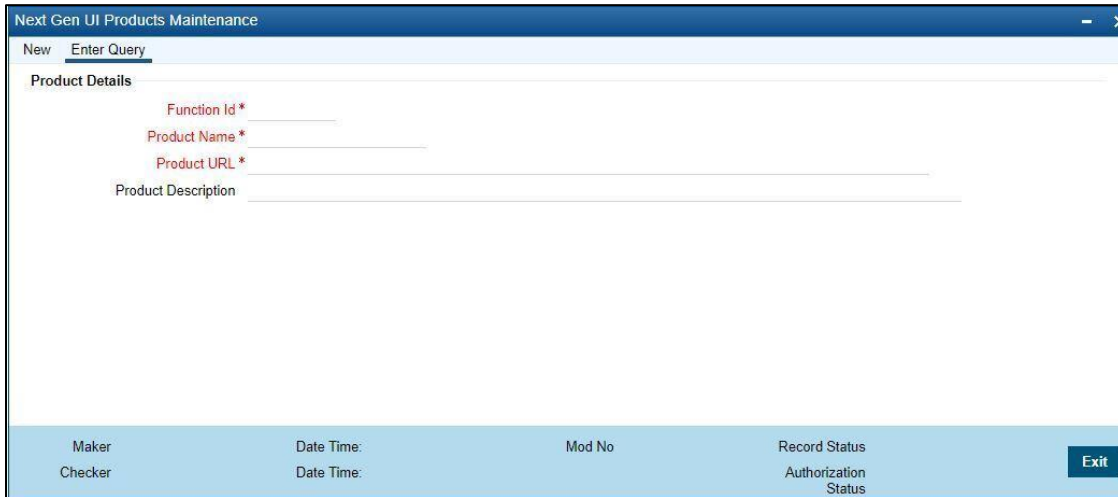 Next Gen UI Products Maintenance
New Enter Query
Product Details
Function Id *
Product Name *
Product URL *
Product Description
Maker Date Time: Mod No Record Status
Checker Date Time: Authorization Status
Exit